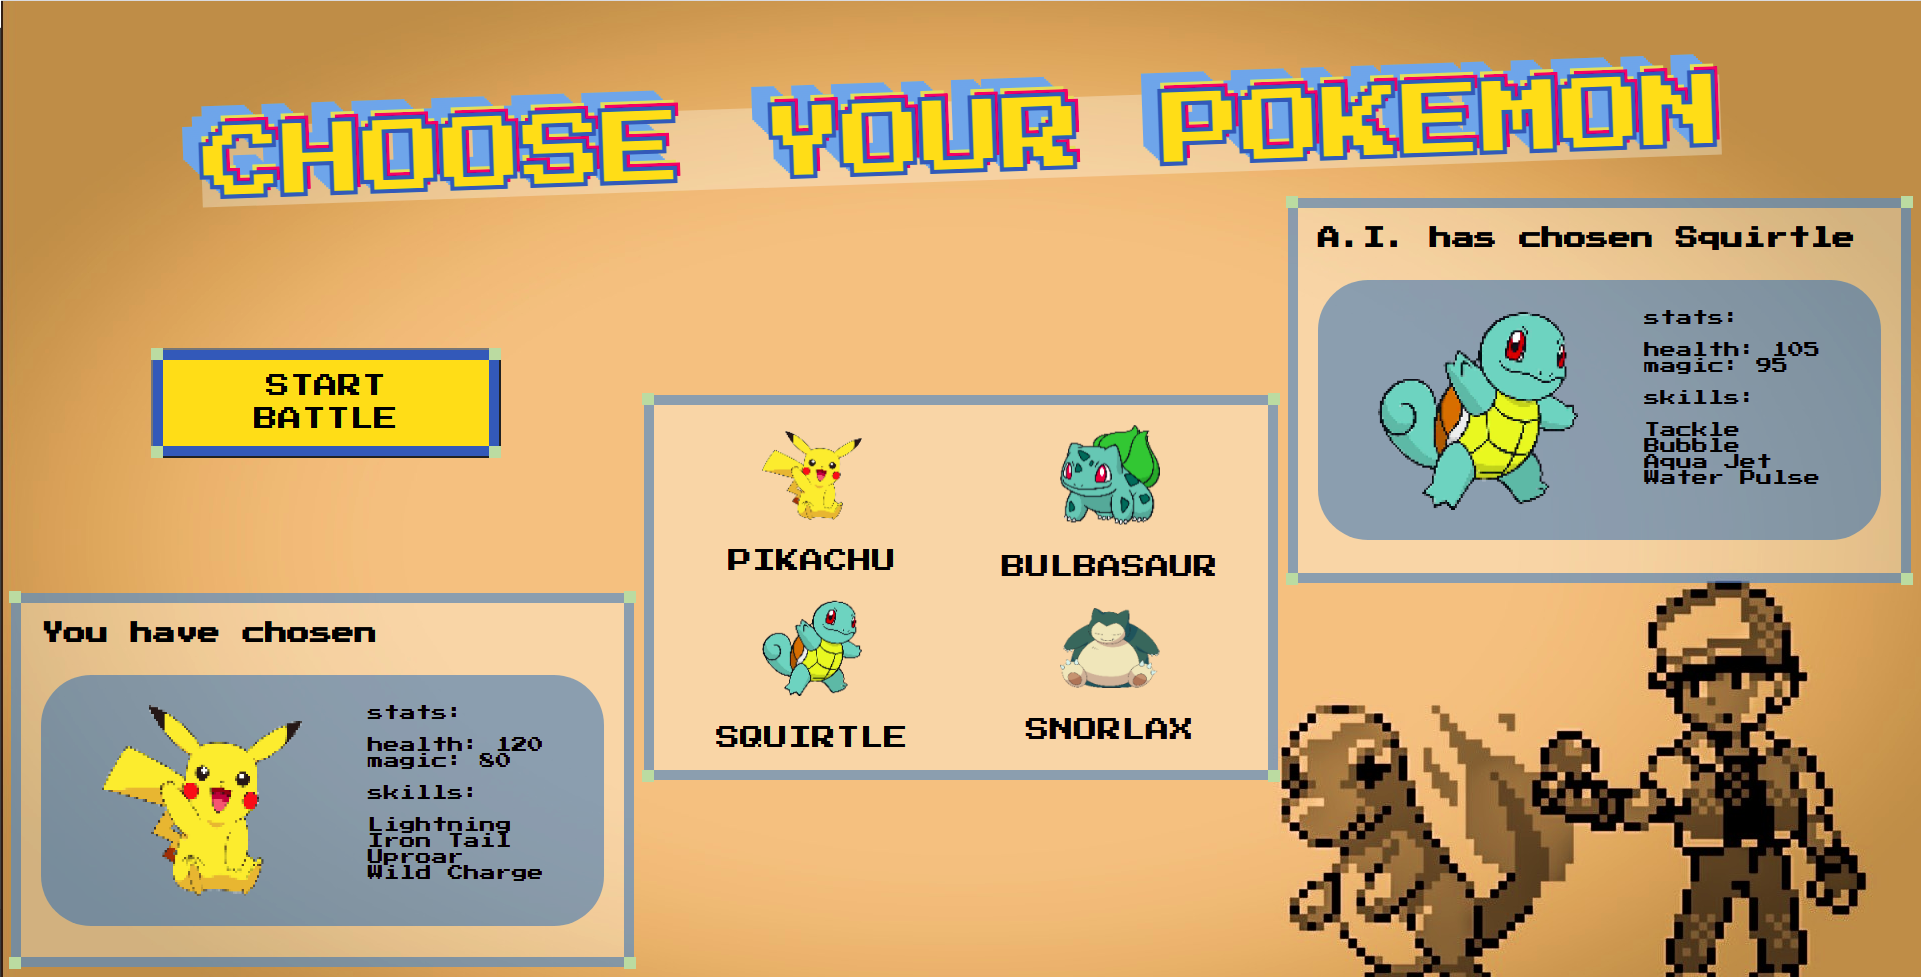 CHOOSE YOUR POKEMON
A.I. has chosen Squirtle
stats:
health: 105
magic: 95
skills:
Tackle
Bubble
Aqua Jet
Water Pulse
START
BATTLE
PIKACHU
BULBASAUR
SQUIRTLE
SNORLAX
You have chosen
stats:
health: 120
magic: 80
skills:
Lightning
Iron Tail
Uproar
Wild Charge